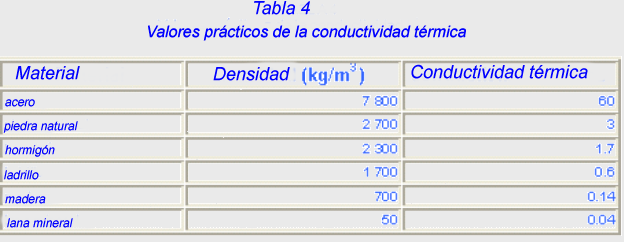 Tabla 4
Valores prácticos de la conductividad térmica
Material Densidad (kg/m³) Conductividad térmica
acero 7 800 60
piedra natural 2 700 3
hormigón 2 300 1.7
ladrillo 1 700 0.6
madera 700 0.14
lana mineral 50 0.04